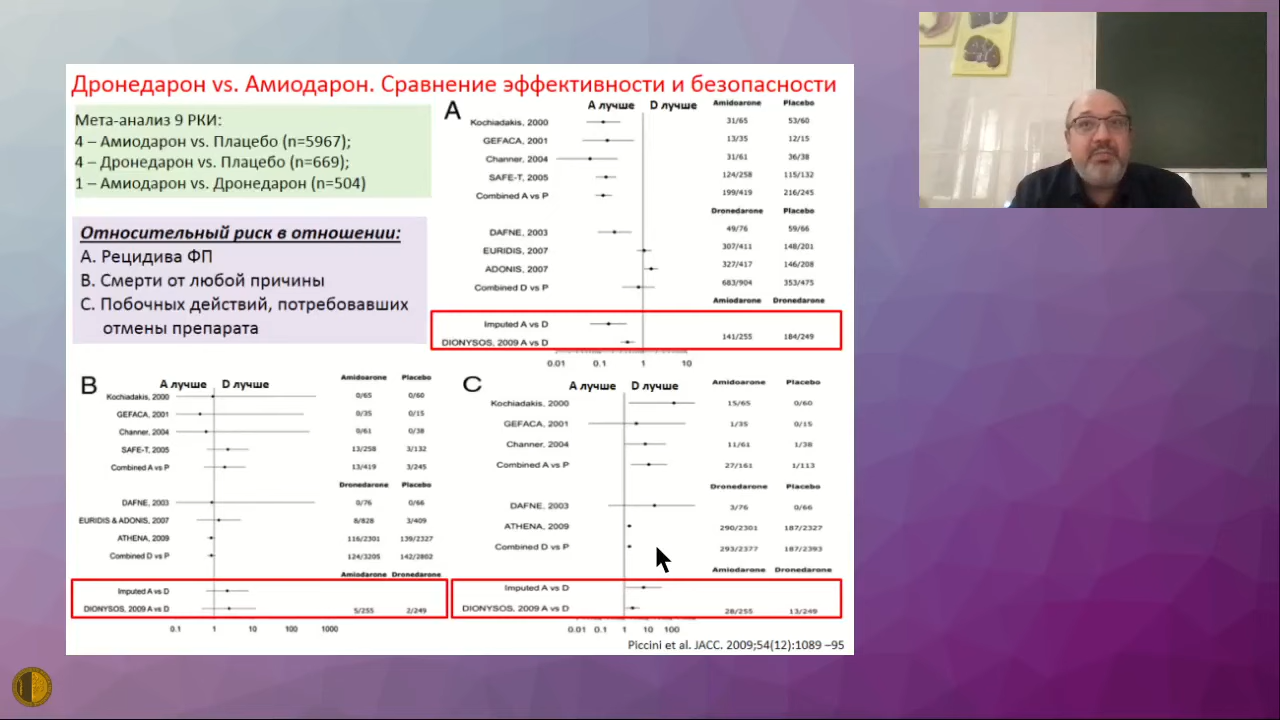 Дронедарон vs. Амиодарон. Сравнение эффективности и безопасности
Мета-анализ 9 РКИ:
4 – Амиодарон vs. Плацебо (n=5967);
4 – Дронедарон vs. Плацебо (n=669);
1 – Амиодарон vs. Дронедарон (n=504)
Относительный риск в отношении:
A. Рецидива ФП
B. Смерти от любой причины
C. Побочных действий, потребовавших
отмены препарата
A
А лучше D лучше Amiodarone Placebo
Kochiadakis, 2000 31/65 53/60
GEFACA, 2001 13/35 12/15
Channer, 2004 31/61 36/38
SAFE-T, 2005 124/258 115/132
Combined A vs P 199/419 216/245
Dronedarone Placebo
DAFNE, 2003 49/76 59/66
EURIDIS, 2007 307/411 148/201
ADONIS, 2007 327/417 146/208
Combined D vs P 683/904 353/475
Amiodarone Dronedarone
Imputed A vs D
DIONYSOS, 2009 A vs D 141/255 184/249
0.01 0.1 1 10
B
А лучше D лучше Amiodarone Placebo
Kochiadakis, 2000 0/65 0/60
GEFACA, 2001 0/35 0/15
Channer, 2004 0/61 0/38
SAFE-T, 2005 13/258 3/132
Combined A vs P 13/419 3/245
Dronedarone Placebo
DAFNE, 2003 0/76 0/66
EURIDIS & ADONIS, 2007 8/828 3/409
ATHENA, 2009 116/2301 139/2327
Combined D vs P 124/3205 142/2802
Amiodarone Dronedarone
Imputed A vs D
DIONYSOS, 2009 A vs D 5/255 2/249
0.1 1 10 100 1000
C
А лучше D лучше Amiodarone Placebo
Kochiadakis, 2000 15/65 0/60
GEFACA, 2001 1/35 0/15
Channer, 2004 11/61 1/38
Combined A vs P 27/161 1/113
Dronedarone Placebo
DAFNE, 2003 3/76 0/66
ATHENA, 2009 290/2301 187/2327
Combined D vs P 293/2377 187/2393
Amiodarone Dronedarone
Imputed A vs D
DIONYSOS, 2009 A vs D 28/255 13/249
0.01 0.1 1 10 100
Piccini et al. JACC. 2009;54(12):1089 –95